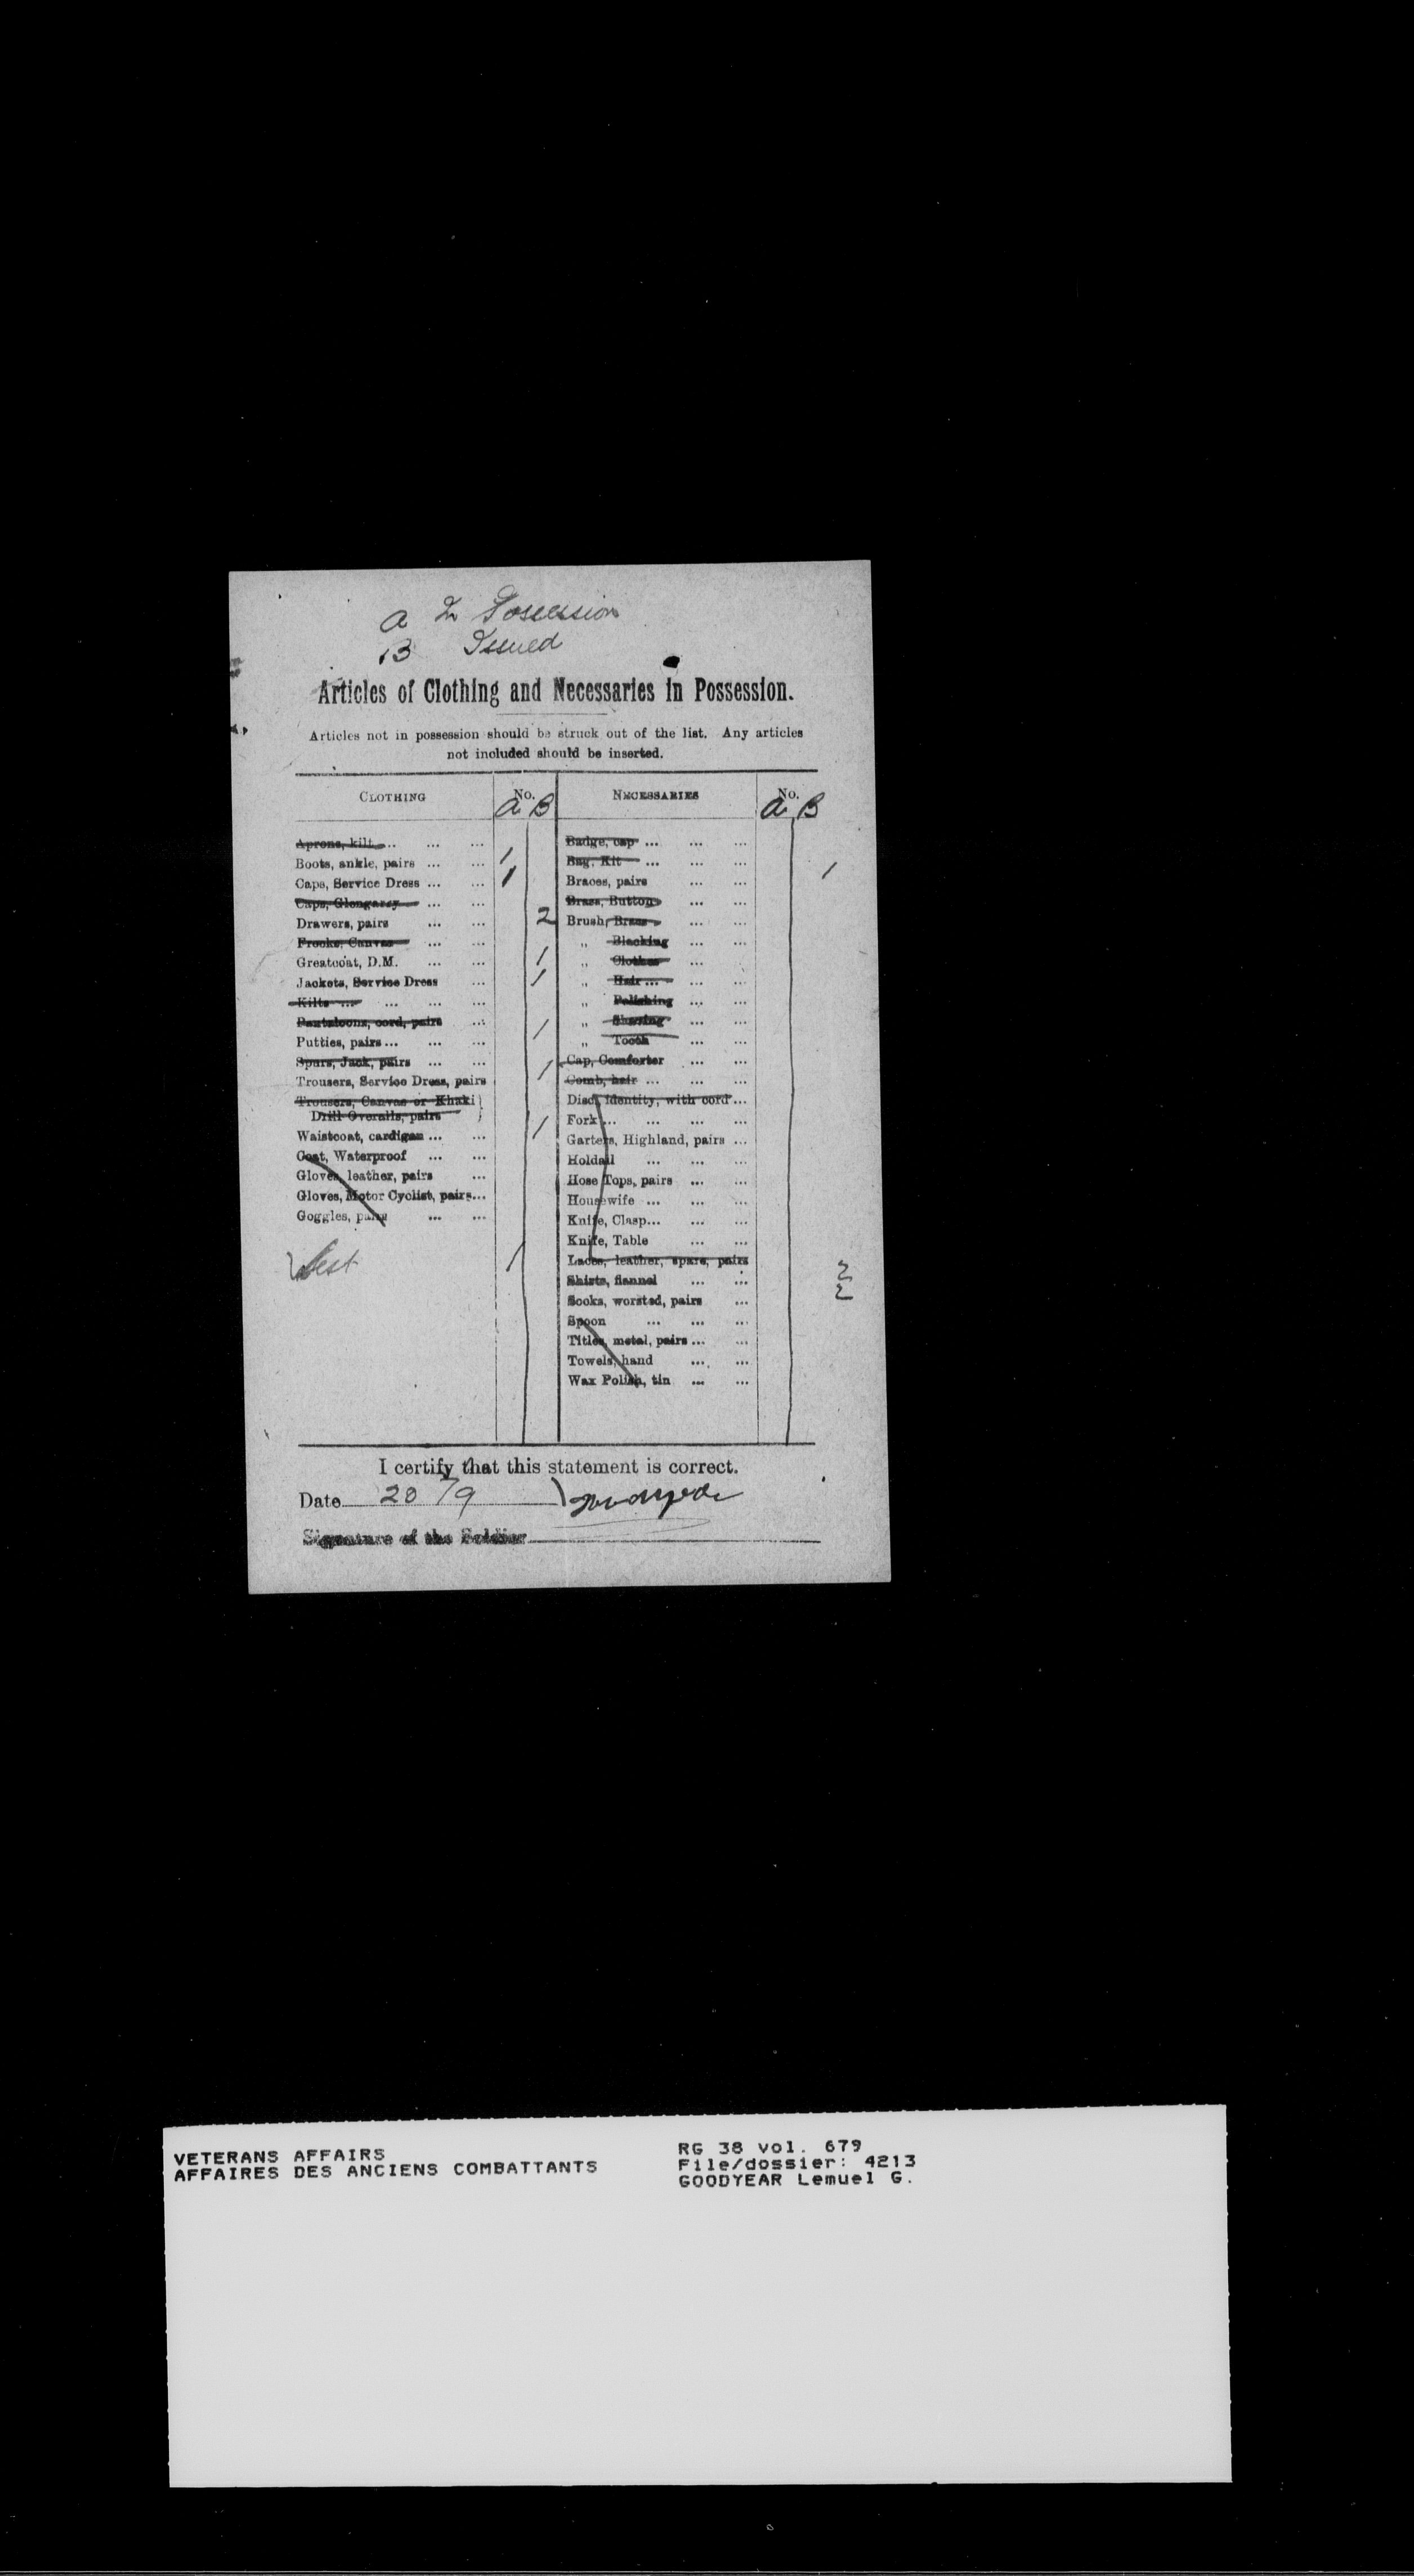 a In Possession
B Issued
Articles of Clothing and Necessaries in Possession.
Articles not in possession should be struck out of the list. Any articles
not included should be inserted.
CLOTHING
No.
a B
Aprons, kilt ... ... ...
Boots, ankle, pairs ... ... 1
Caps, Service Dress ... ... 1
Caps, Glengarry ... ...
Drawers, pairs ... ... 2
Frocks, Canvas ... ...
Greatcoat, D.M. ... ... 1
Jackets, Service Dress ... 1
Kilts ... ... ... ...
Pantaloons, cord, pairs ...
Putties, pairs ... ... ... 1
Spurs, Jack, pairs ... ...
Trousers, Service Dress, pairs 1
Trousers, Canvas or Khaki }
Drill Overalls, pairs }
Waistcoat, cardigan ... ... 1
Coat, Waterproof ... ...
Gloves, leather, pairs ...
Gloves, Motor Cyclist, pairs...
Goggles, pairs ... ...
Vest 1
NECESSARIES
No.
a B
Badge, cap ... ... ...
Bag, Kit ... ... ...
Braces, pairs ... ... 1
Brass, Button ... ...
Brush, Brass ... ...
„ Blacking ... ...
„ Clothes ...
„ Hair ... ... ...
„ Polishing ... ...
„ Shaving ... ...
„ Tooth ... ...
Cap, Comforter ... ...
Comb, hair ... ... ...
Disc, identity, with cord ...
Fork ... ... ... ...
Garters, Highland, pairs ...
Holdall ... ... ...
Hose Tops, pairs ... ...
Housewife ... ... ...
Knife, Clasp... ... ...
Knife, Table ... ...
Laces, leather, spare, pairs
Shirts, flannel ... ... 2
Socks, worsted, pairs ... 2
Spoon ... ... ...
Titles, metal, pairs ... ...
Towels, hand ... ...
Wax Polish, tin ... ...
I certify that this statement is correct.
Date 20/9
Signature of the Soldier
VETERANS AFFAIRS
AFFAIRES DES ANCIENS COMBATTANTS
RG 38 vol. 679
File/dossier: 4213
GOODYEAR Lemuel G.